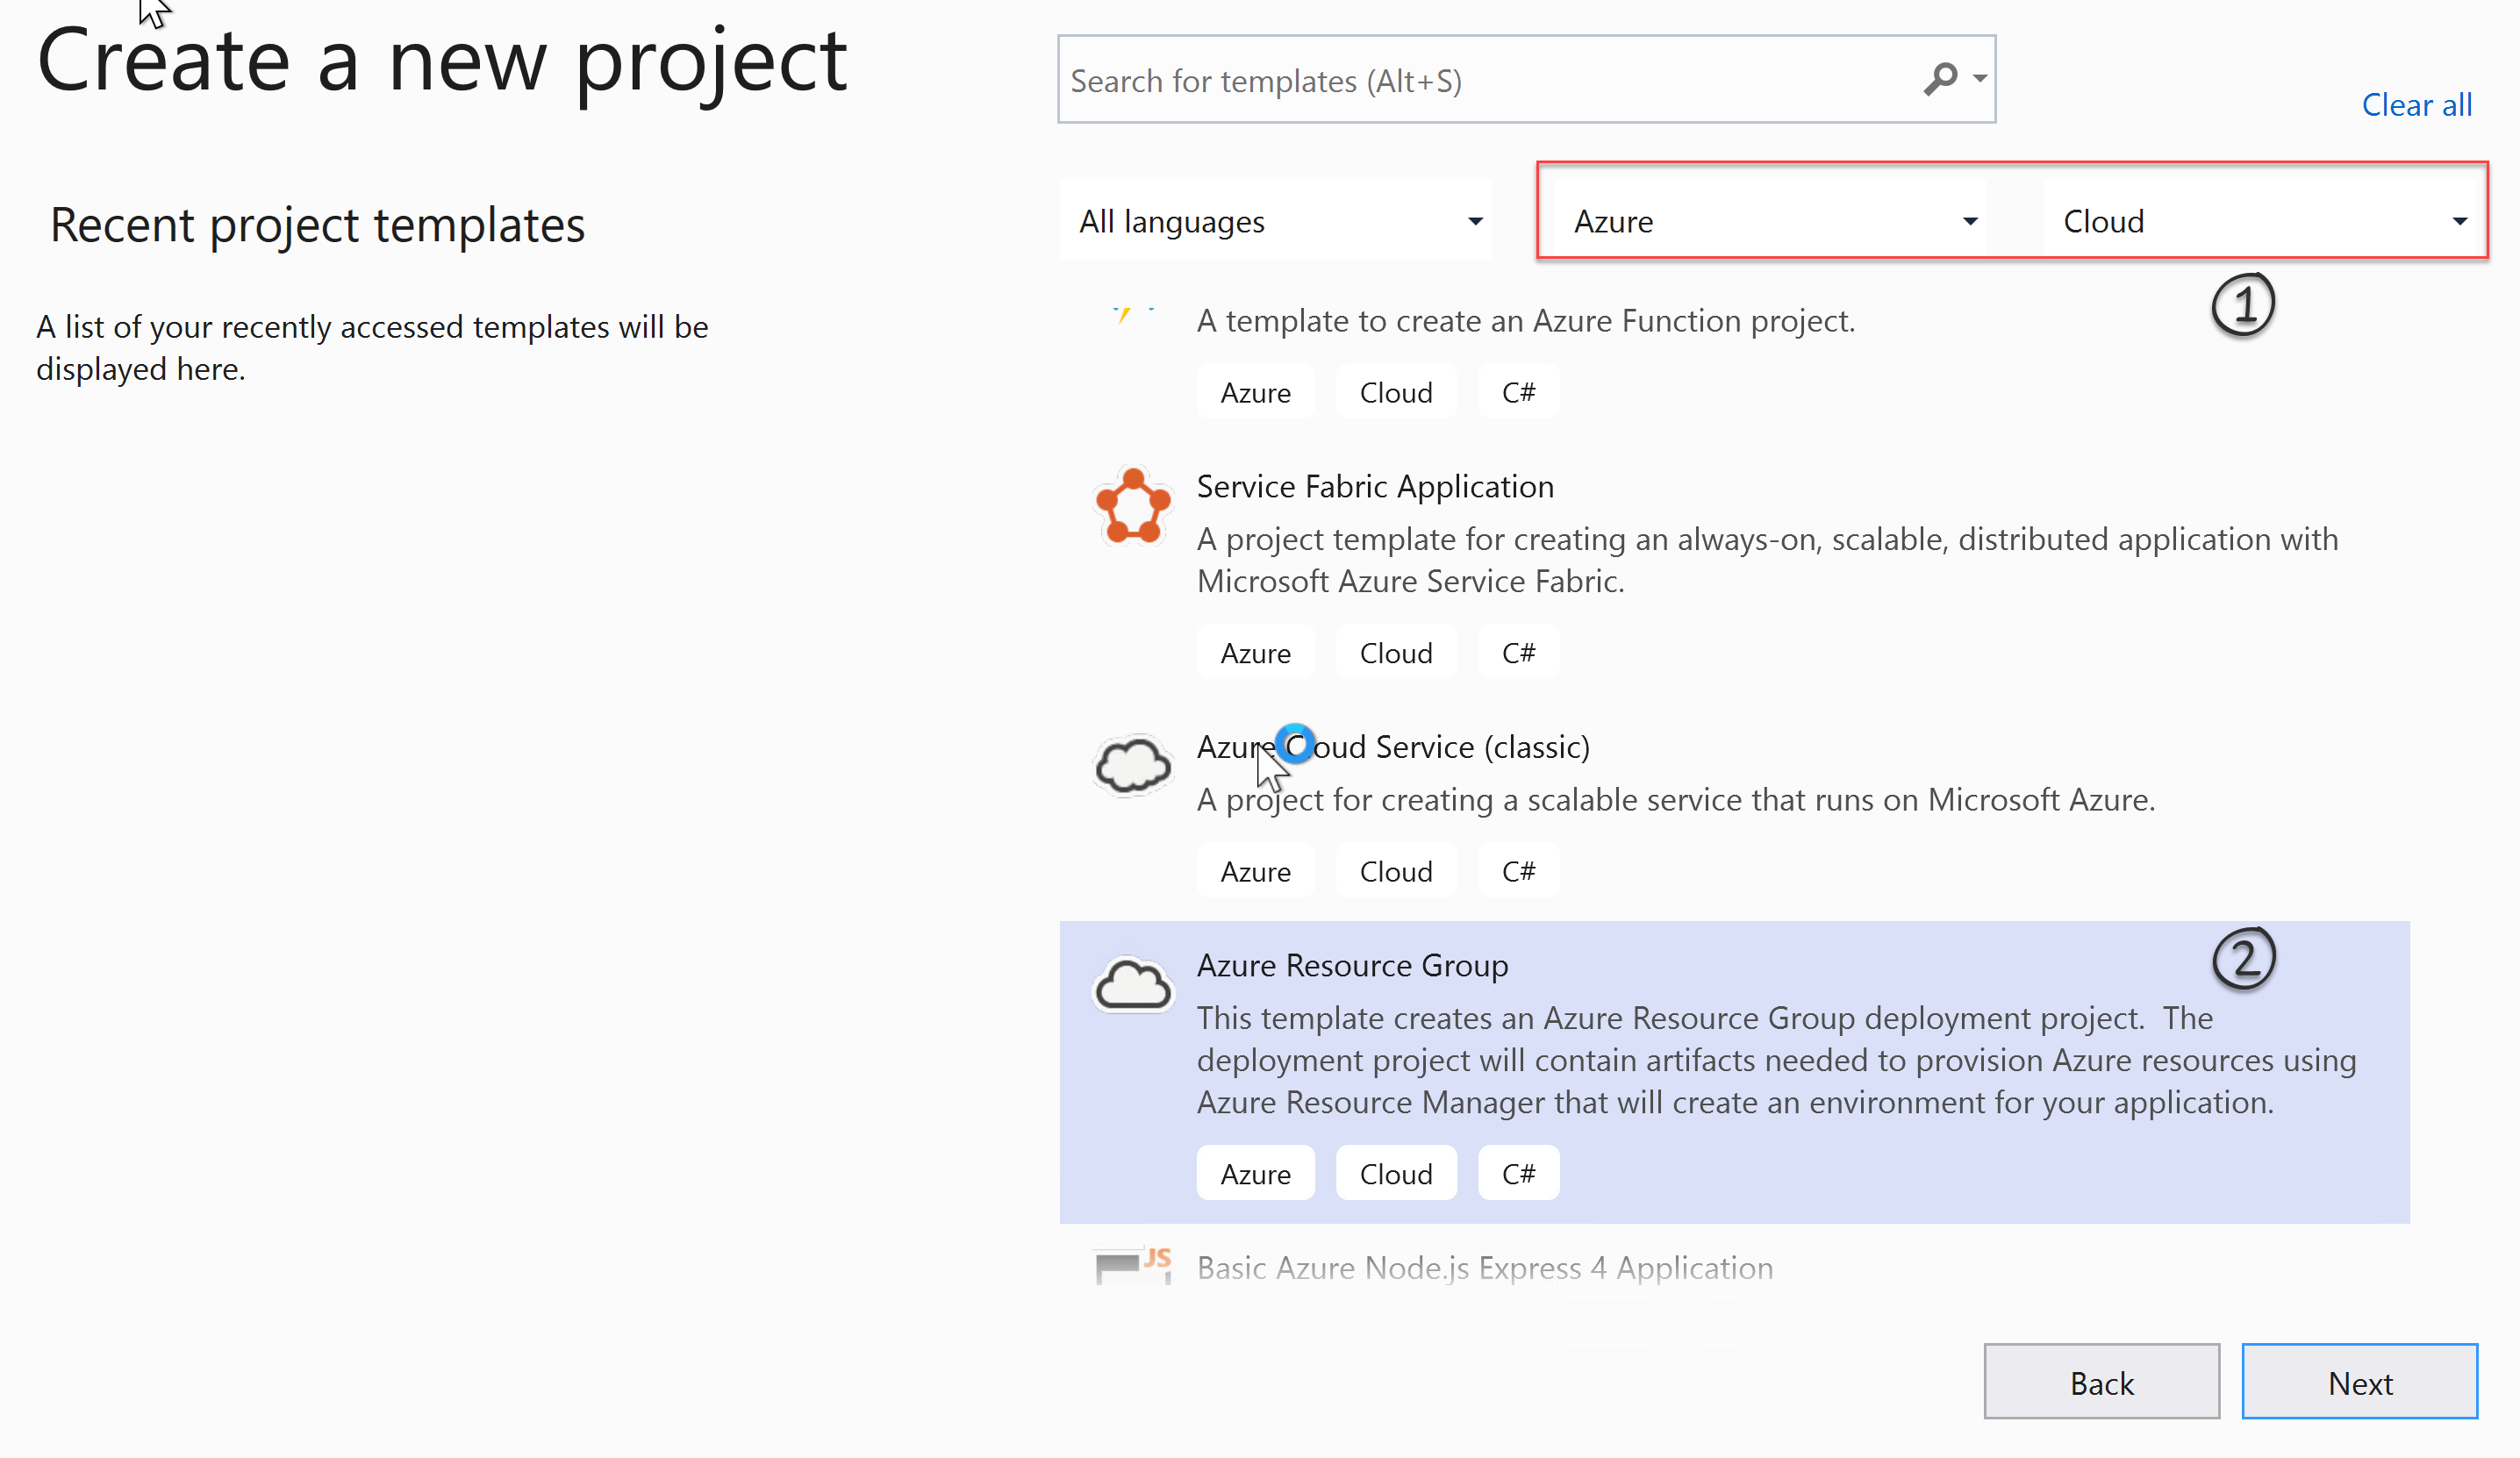 Create a new project
Search for templates (Alt+S)
Clear all
Recent project templates
A list of your recently accessed templates will be
displayed here.
All languages
Azure
Cloud
1
A template to create an Azure Function project.
Azure Cloud C#
Service Fabric Application
A project template for creating an always-on, scalable, distributed application with
Microsoft Azure Service Fabric.
Azure Cloud C#
Azure Cloud Service (classic)
A project for creating a scalable service that runs on Microsoft Azure.
Azure Cloud C#
2
Azure Resource Group
This template creates an Azure Resource Group deployment project.  The
deployment project will contain artifacts needed to provision Azure resources using
Azure Resource Manager that will create an environment for your application.
Azure Cloud C#
JS
Basic Azure Node.js Express 4 Application
Back
Next